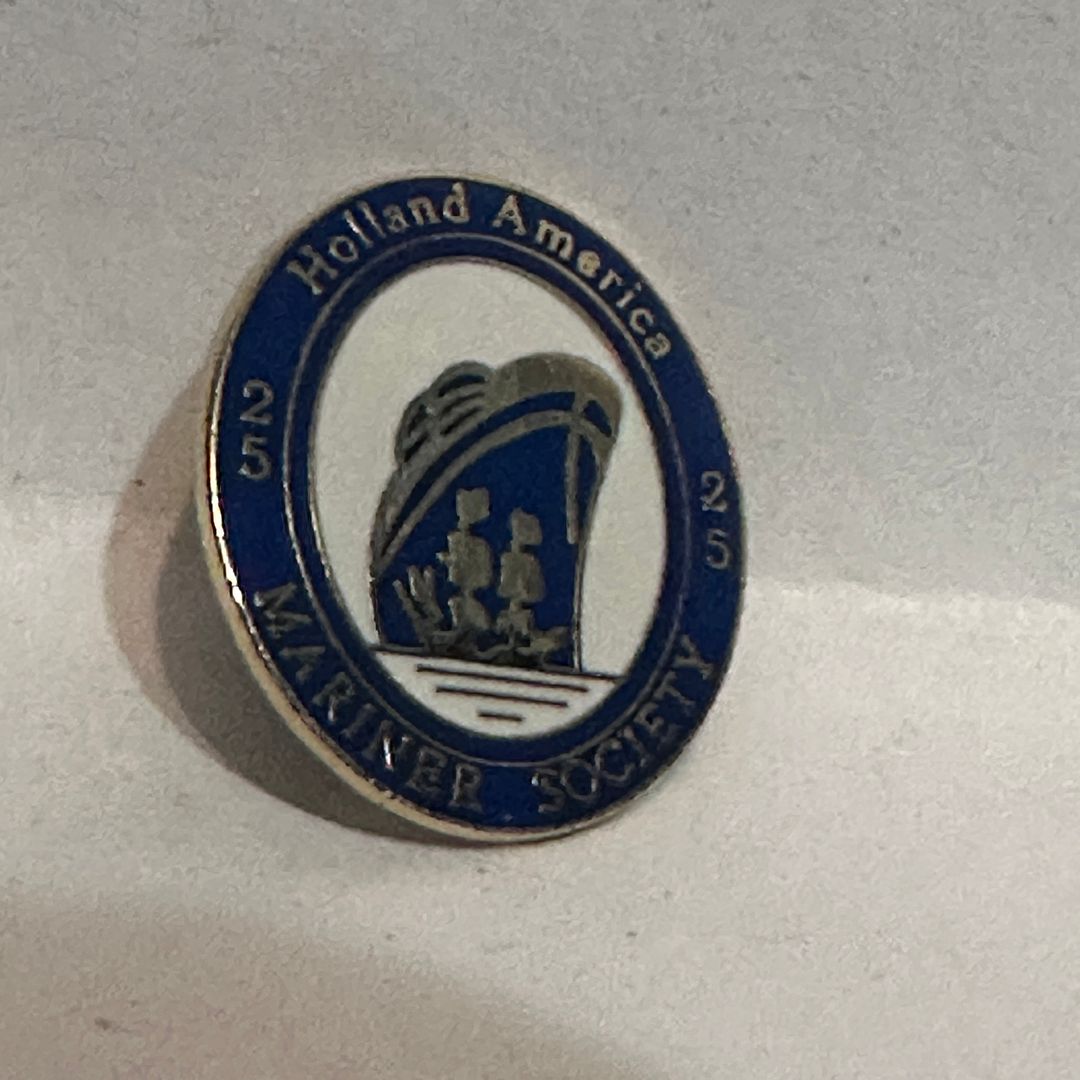 Holland America
25
25
MARINER SOCIETY